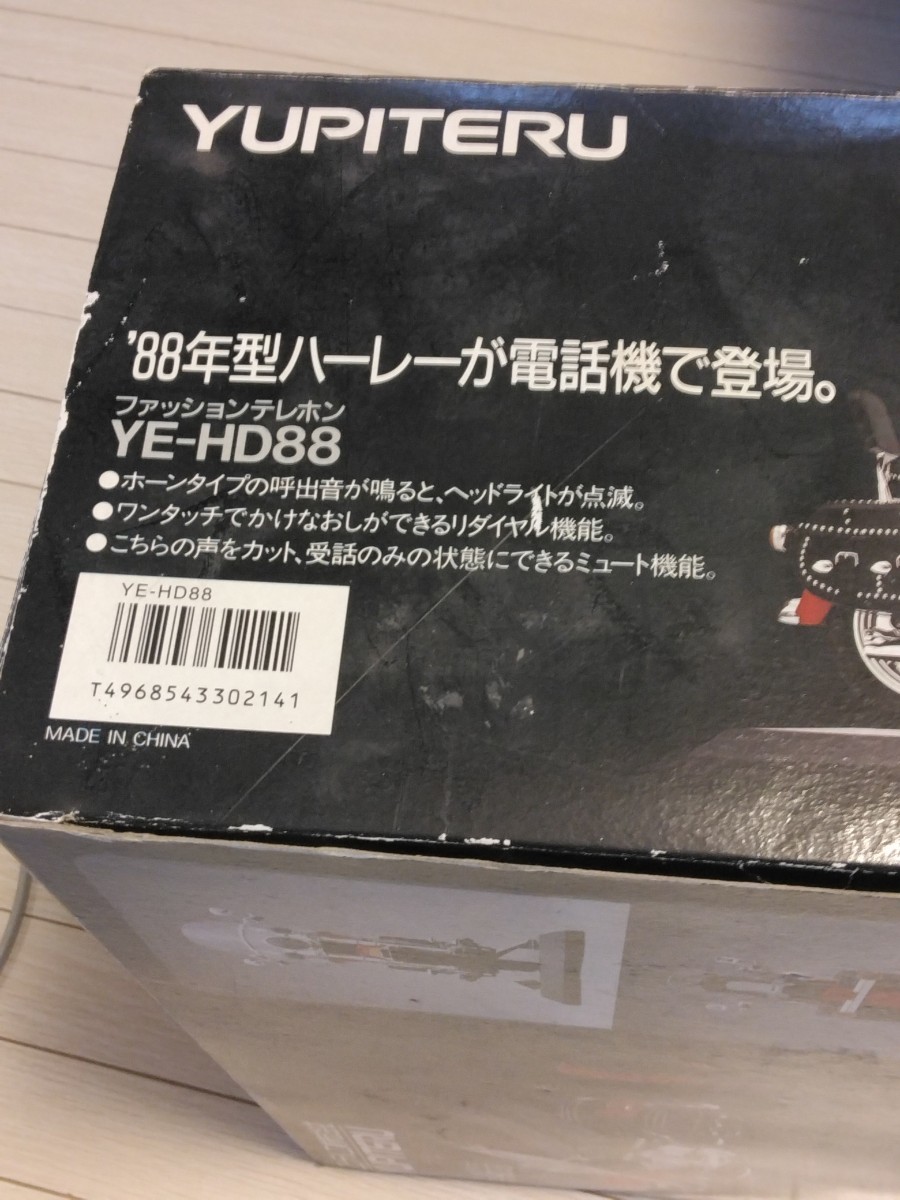 YUPITERU
'88年型ハーレーが電話機で登場。
ファッションテレホン
YE-HD88
●ホーンタイプの呼出音が鳴ると、ヘッドライトが点滅。
●ワンタッチでかけなおしができるリダイヤル機能。
●こちらの声をカット、受話のみの状態にできるミュート機能。
YE-HD88
T4968543302141
MADE IN CHINA